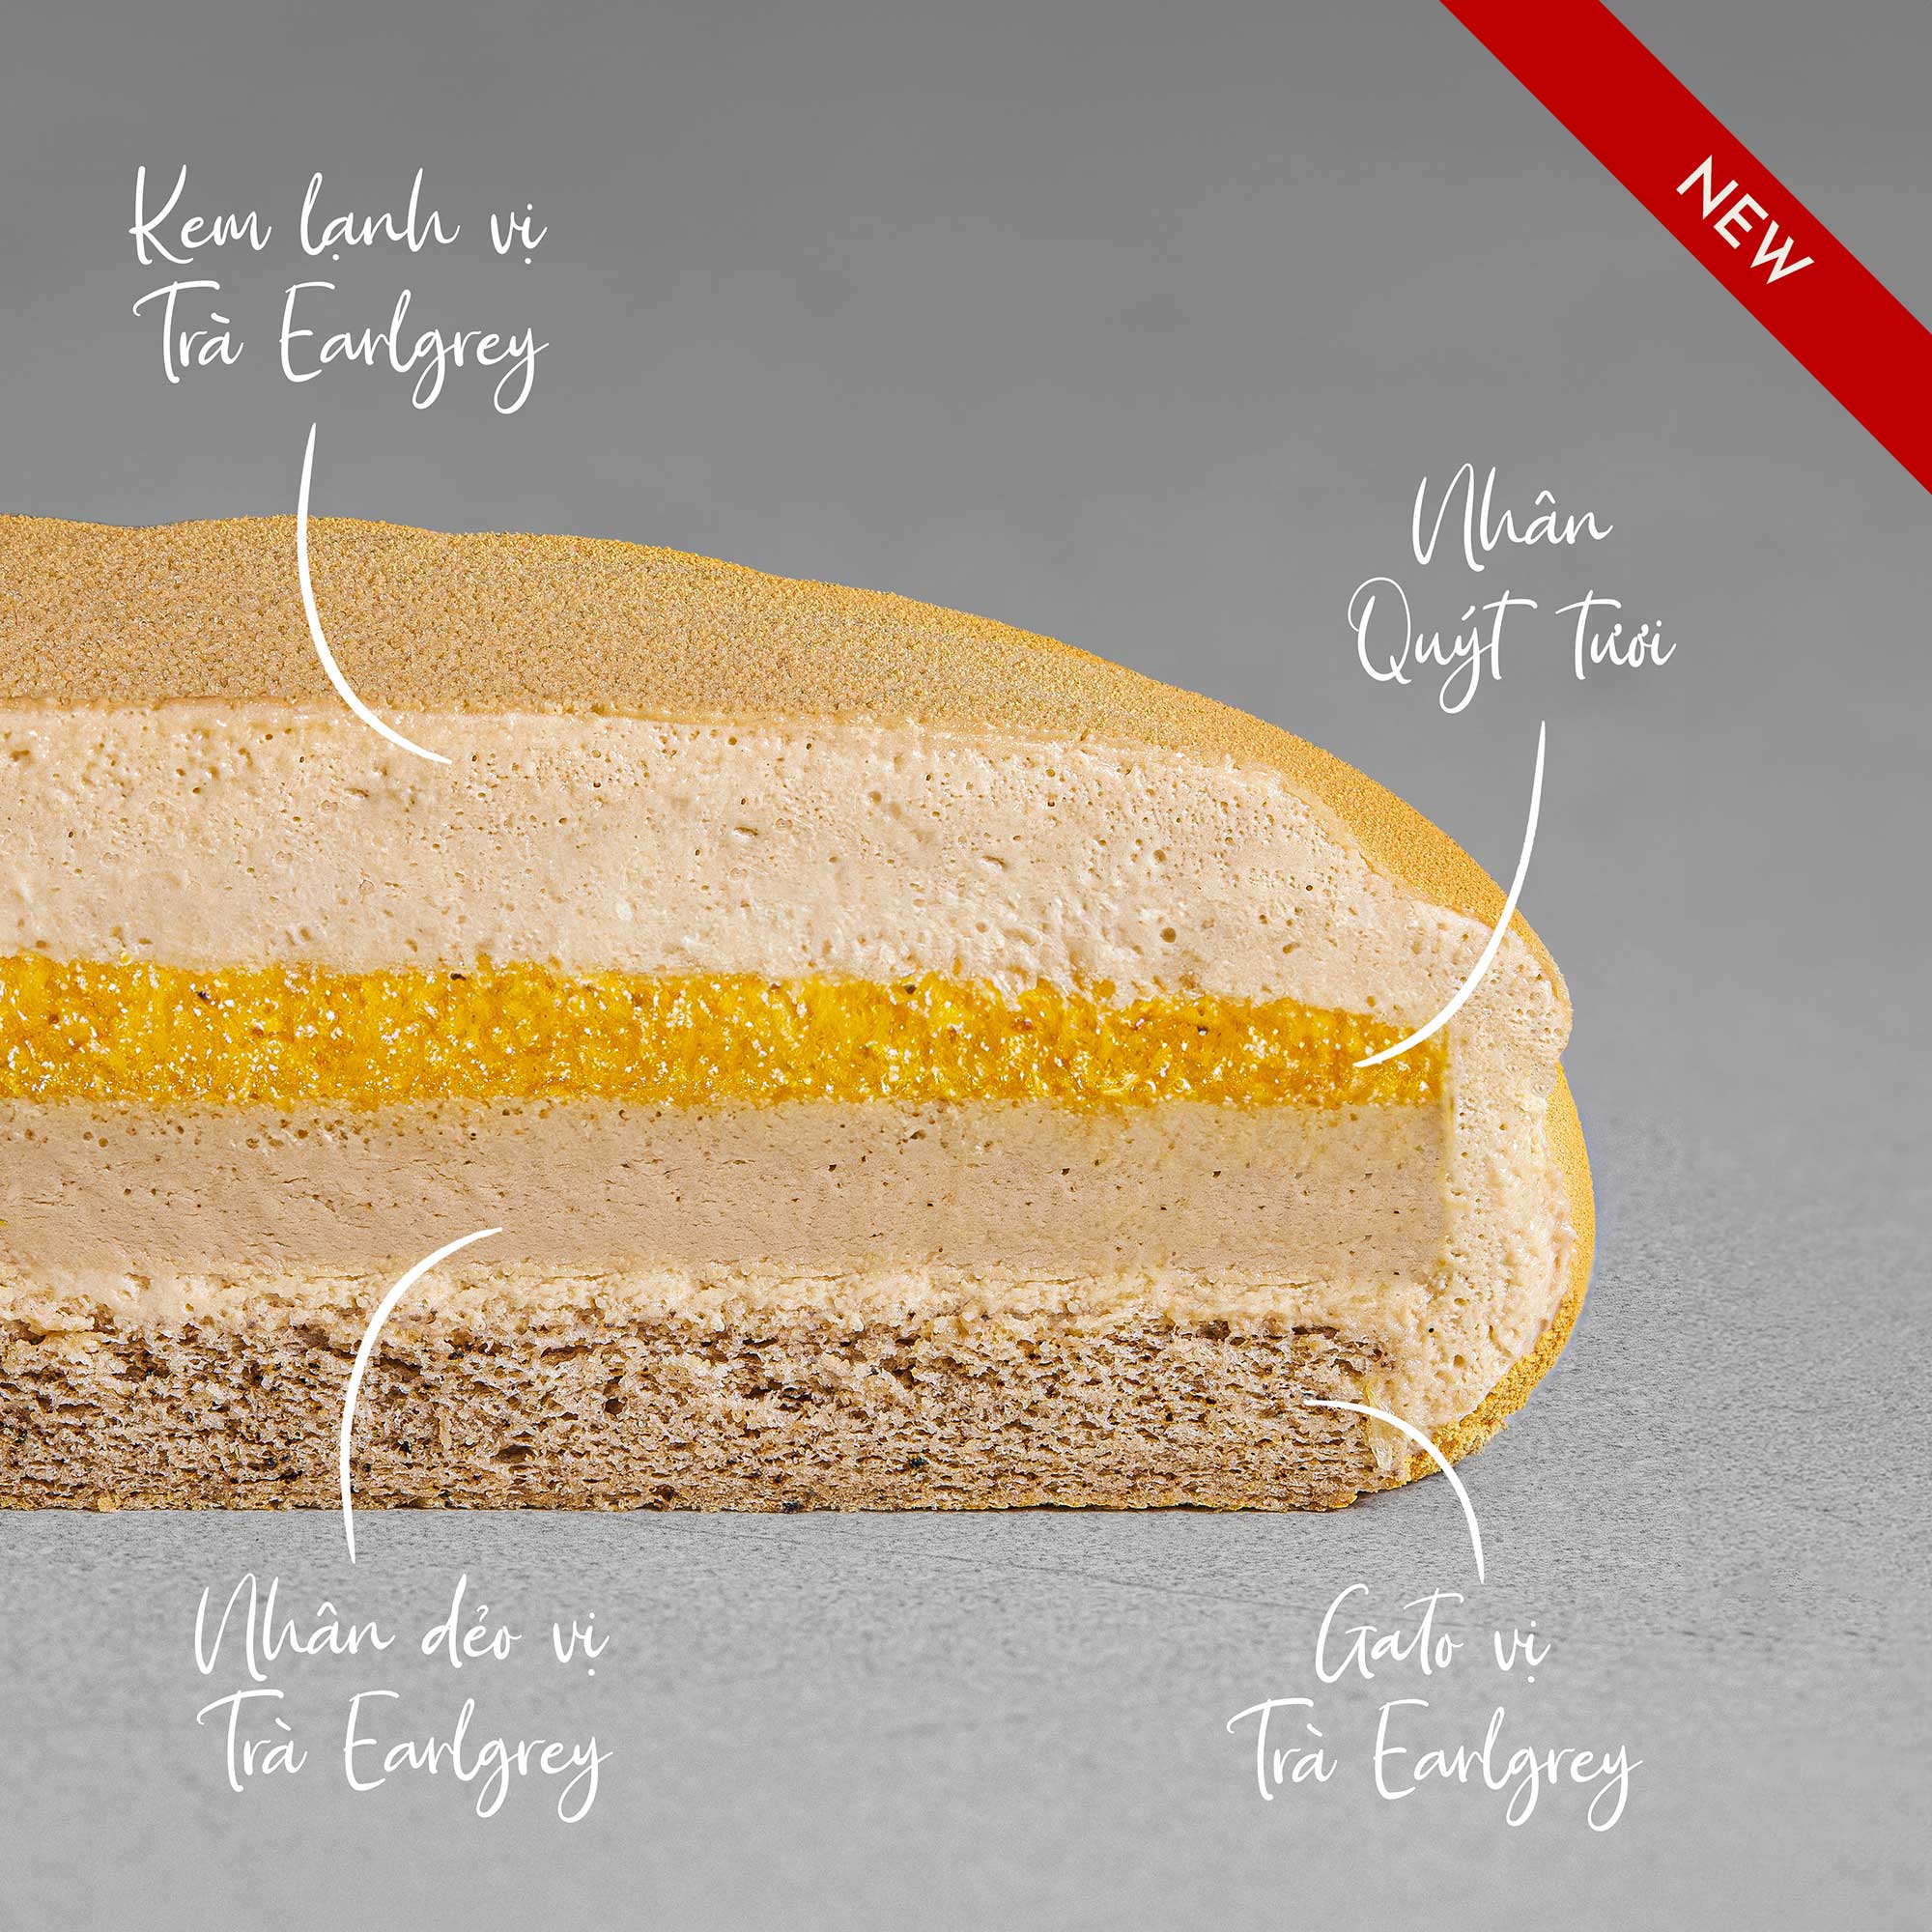 NEW
Kem lạnh vị
Trà Earlgrey
Nhân
Quýt tươi
Nhân dẻo vị
Trà Earlgrey
Gato vị
Trà Earlgrey